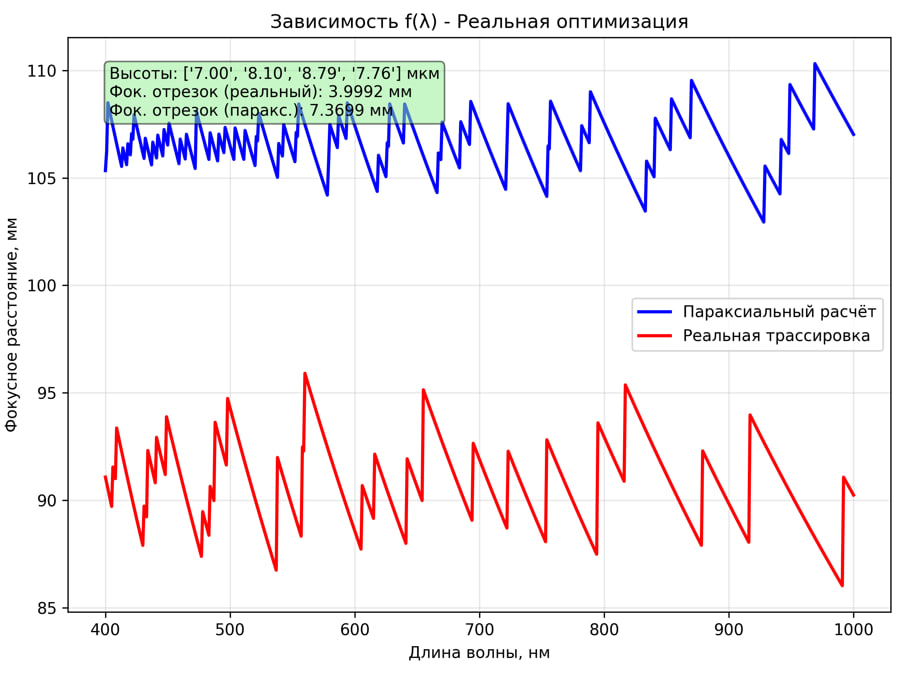 Зависимость f(λ) - Реальная оптимизация
Высоты: ['7.00', '8.10', '8.79', '7.76'] мкм
Фок. отрезок (реальный): 3.9992 мм
Фок. отрезок (паракс.): 7.3699 мм
110
105
100
95
90
85
Фокусное расстояние, мм
Параксиальный расчёт
Реальная трассировка
400 500 600 700 800 900 1000
Длина волны, нм